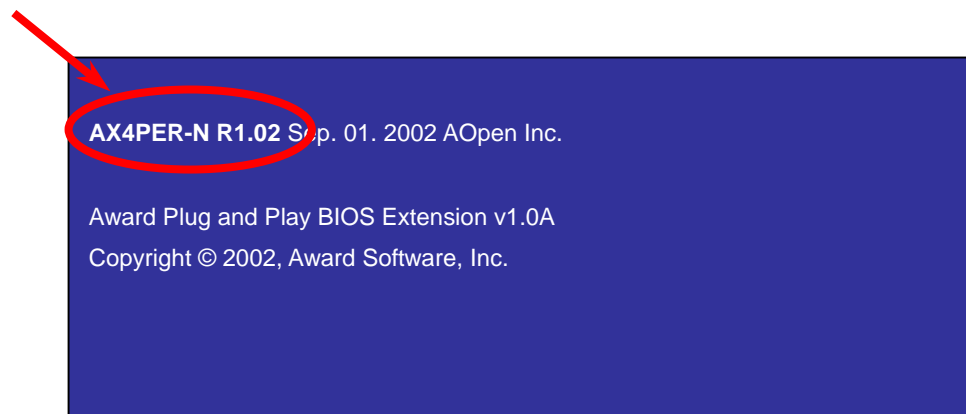 AX4PER-N R1.02 Sep. 01. 2002 AOpen Inc.
Award Plug and Play BIOS Extension v1.0A
Copyright © 2002, Award Software, Inc.